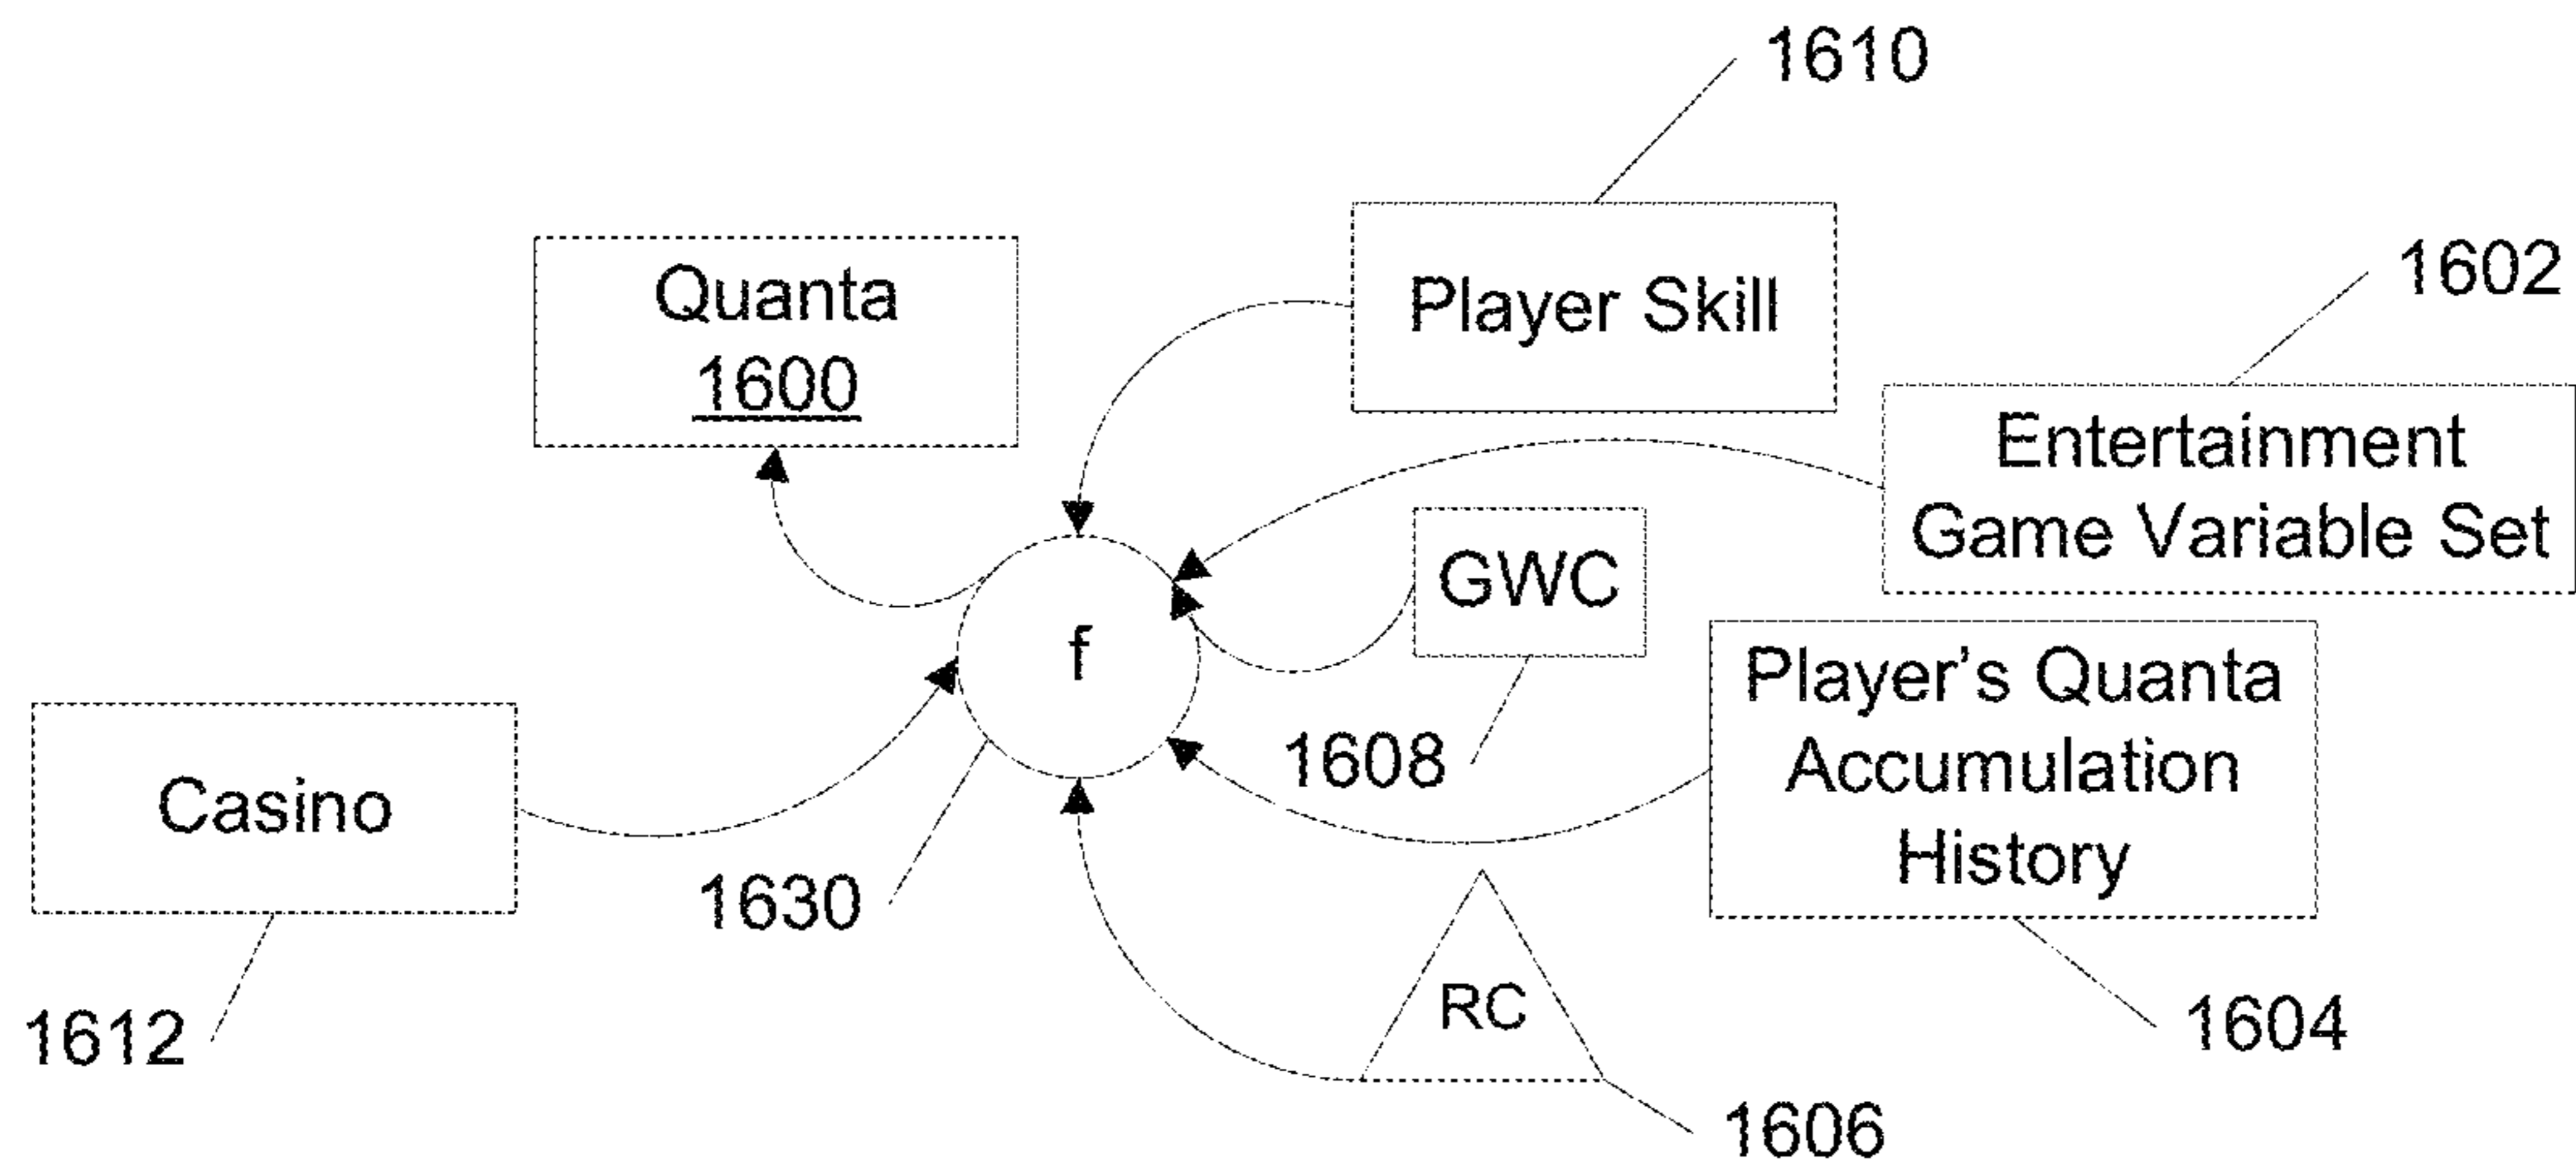 1610
Player Skill
1602
Quanta
1600
Entertainment
Game Variable Set
GWC
1608
f
Player's Quanta
Accumulation
History
Casino
1630
RC
1612
1604
1606